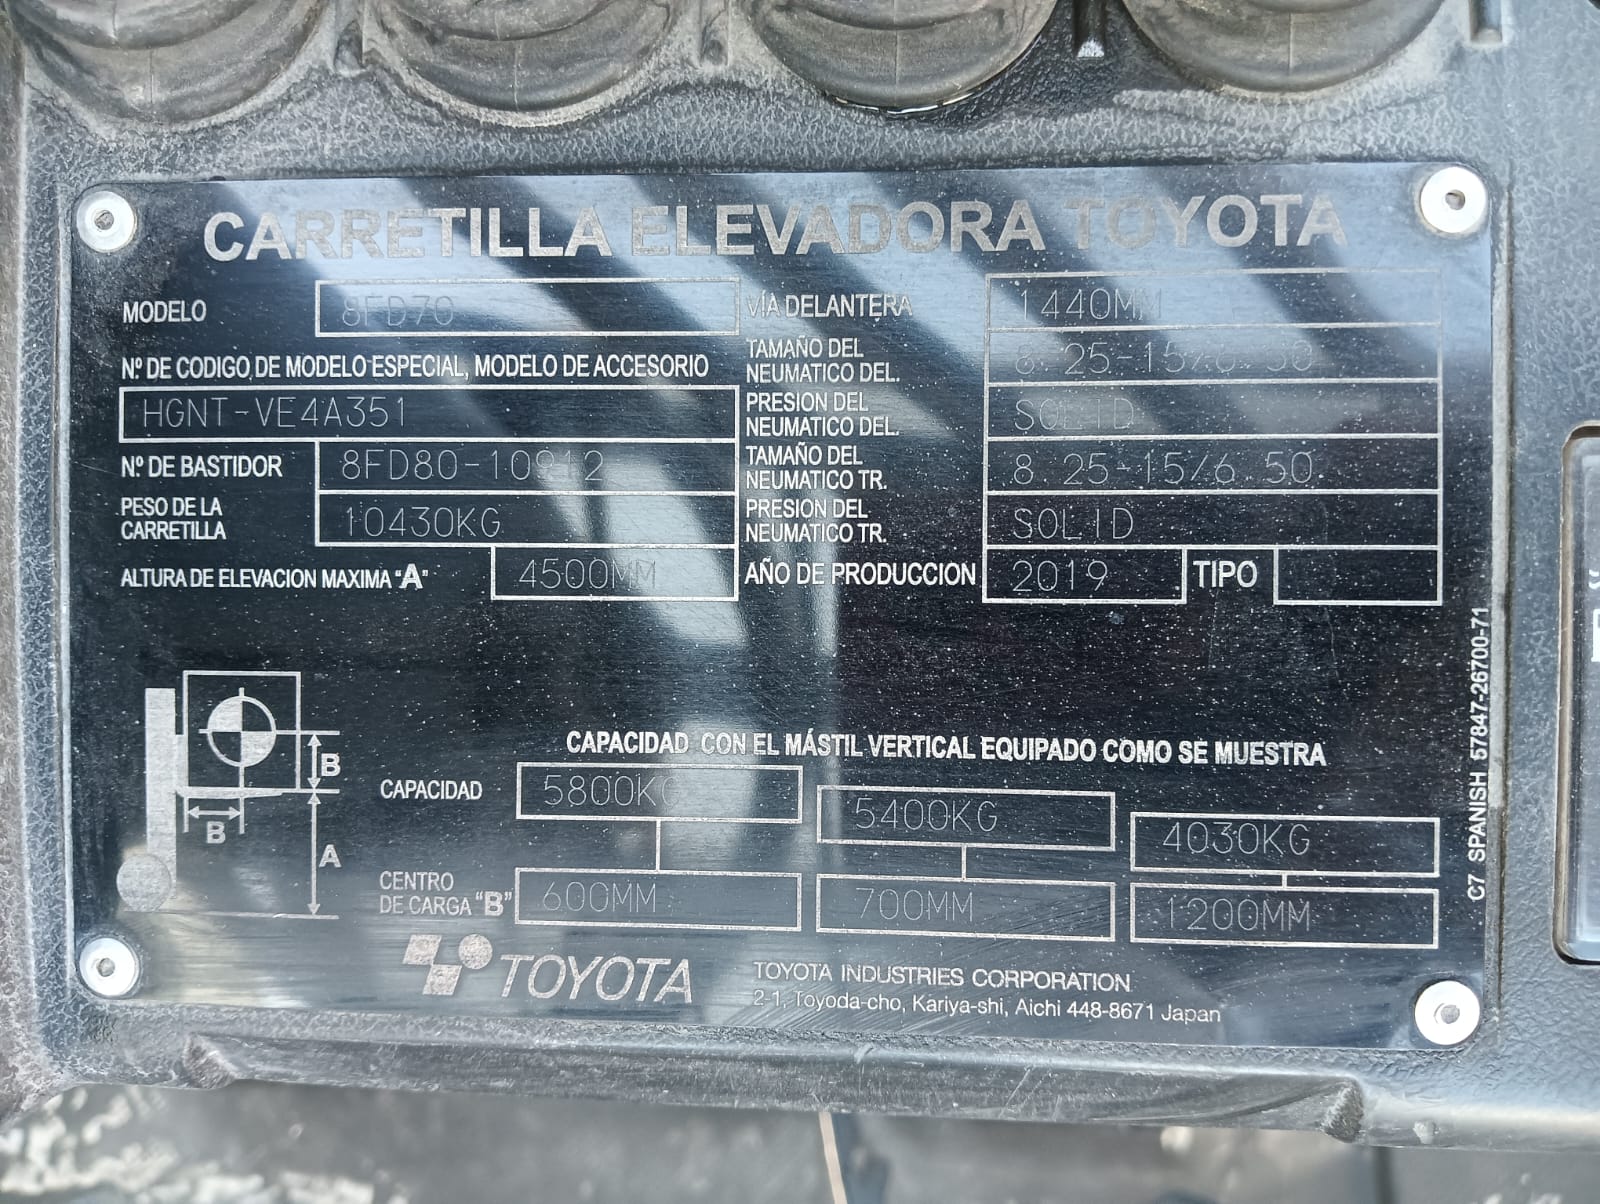 CARRETILLA ELEVADORA TOYOTA
MODELO 8FD70
Nº DE CODIGO DE MODELO ESPECIAL, MODELO DE ACCESORIO
HGNT-VE4A351
Nº DE BASTIDOR 8FD80-10912
PESO DE LA CARRETILLA 10430KG
ALTURA DE ELEVACION MAXIMA "A" 4500MM
VÍA DELANTERA 1440MM
TAMAÑO DEL NEUMATICO DEL. 8.25-15/6.50
PRESION DEL NEUMATICO DEL. SOLID
TAMAÑO DEL NEUMATICO TR. 8.25-15/6.50
PRESION DEL NEUMATICO TR. SOLID
AÑO DE PRODUCCION 2019 TIPO
B
B
A
CAPACIDAD CON EL MÁSTIL VERTICAL EQUIPADO COMO SE MUESTRA
CAPACIDAD 5800KG 5400KG 4030KG
CENTRO DE CARGA "B" 600MM 700MM 1200MM
TOYOTA
TOYOTA INDUSTRIES CORPORATION
2-1, Toyoda-cho, Kariya-shi, Aichi 448-8671 Japan
C7 SPANISH 57847-26700-71